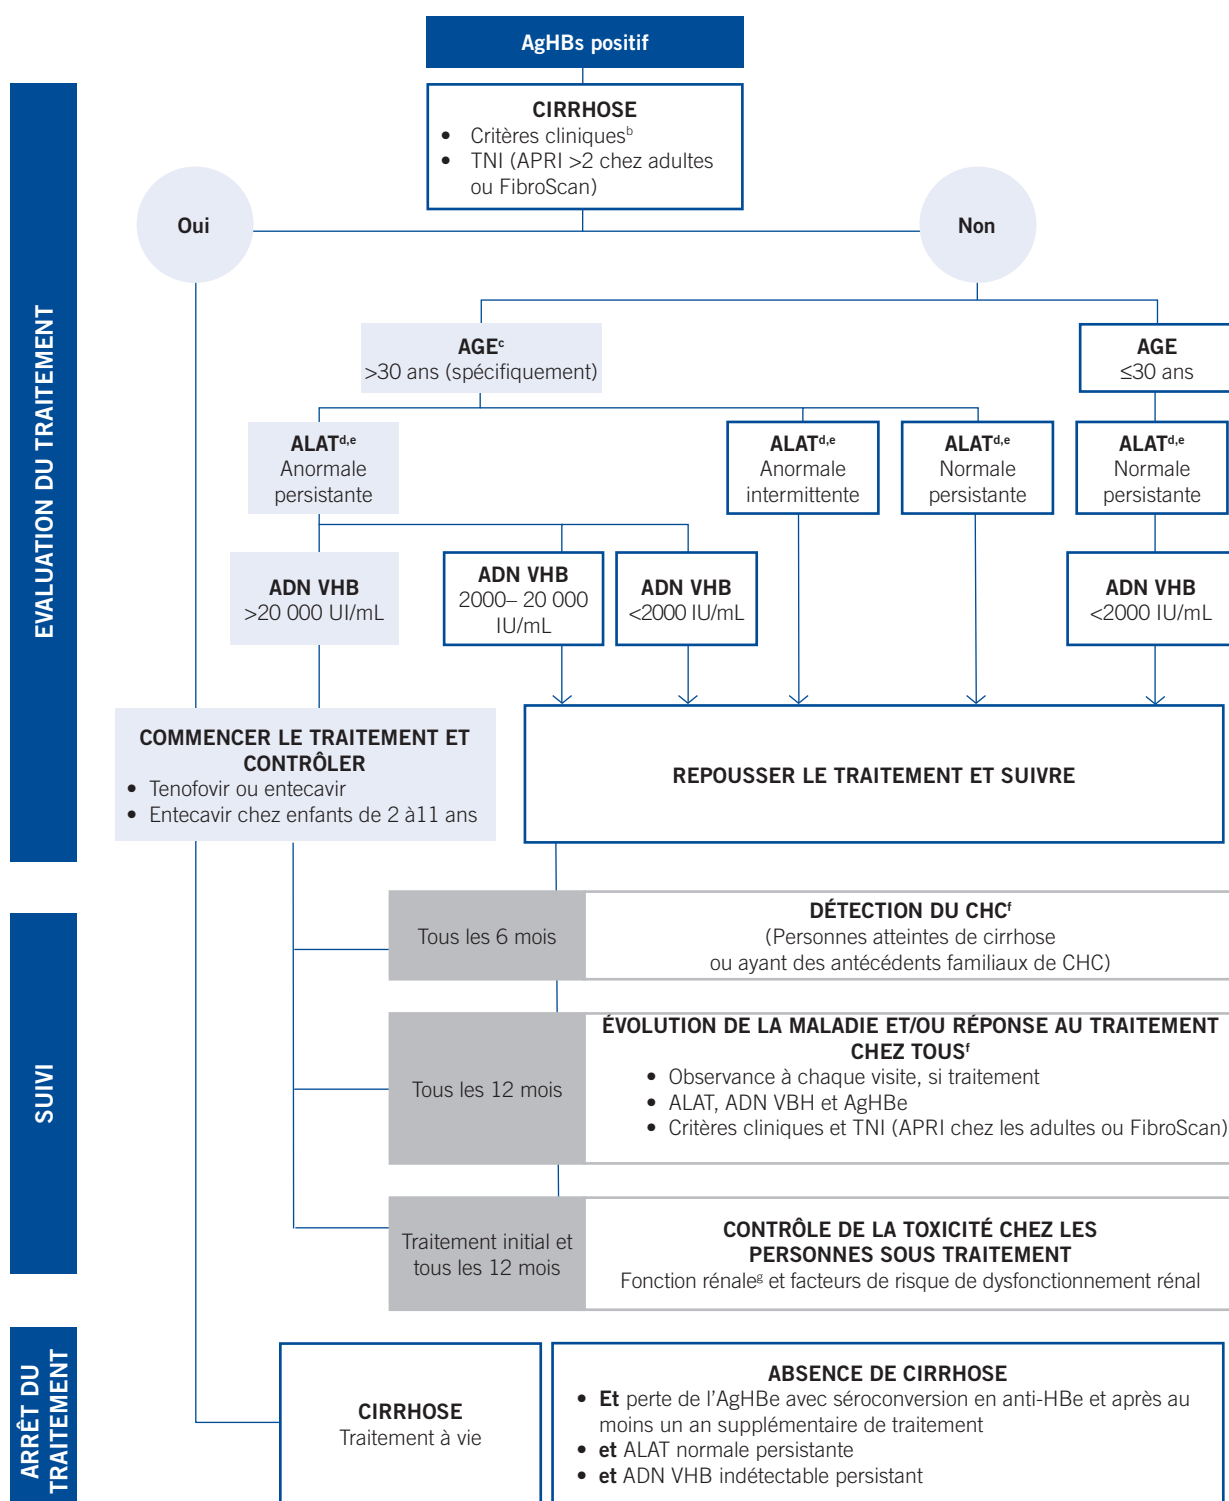 AgHBs positif
EVALUATION DU TRAITEMENT
CIRRHOSE
• Critères cliniquesᵇ
• TNI (APRI >2 chez adultes
ou FibroScan)
Oui
Non
AGEᶜ
>30 ans (spécifiquement)
AGE
≤30 ans
ALATᵈ,ᵉ
Anormale
persistante
ALATᵈ,ᵉ
Anormale
intermittente
ALATᵈ,ᵉ
Normale
persistante
ALATᵈ,ᵉ
Normale
persistante
ADN VHB
>20 000 UI/mL
ADN VHB
2000– 20 000
IU/mL
ADN VHB
<2000 IU/mL
ADN VHB
<2000 IU/mL
COMMENCER LE TRAITEMENT ET
CONTRÔLER
• Tenofovir ou entecavir
• Entecavir chez enfants de 2 à11 ans
REPOUSSER LE TRAITEMENT ET SUIVRE
SUIVI
Tous les 6 mois
DÉTECTION DU CHCᶠ
(Personnes atteintes de cirrhose
ou ayant des antécédents familiaux de CHC)
Tous les 12 mois
ÉVOLUTION DE LA MALADIE ET/OU RÉPONSE AU TRAITEMENT
CHEZ TOUSᶠ
• Observance à chaque visite, si traitement
• ALAT, ADN VBH et AgHBe
• Critères cliniques et TNI (APRI chez les adultes ou FibroScan)
Traitement initial et
tous les 12 mois
CONTRÔLE DE LA TOXICITÉ CHEZ LES
PERSONNES SOUS TRAITEMENT
Fonction rénaleᵍ et facteurs de risque de dysfonctionnement rénal
ARRÊT DU
TRAITEMENT
CIRRHOSE
Traitement à vie
ABSENCE DE CIRRHOSE
• Et perte de l’AgHBe avec séroconversion en anti-HBe et après au
moins un an supplémentaire de traitement
• et ALAT normale persistante
• et ADN VHB indétectable persistant